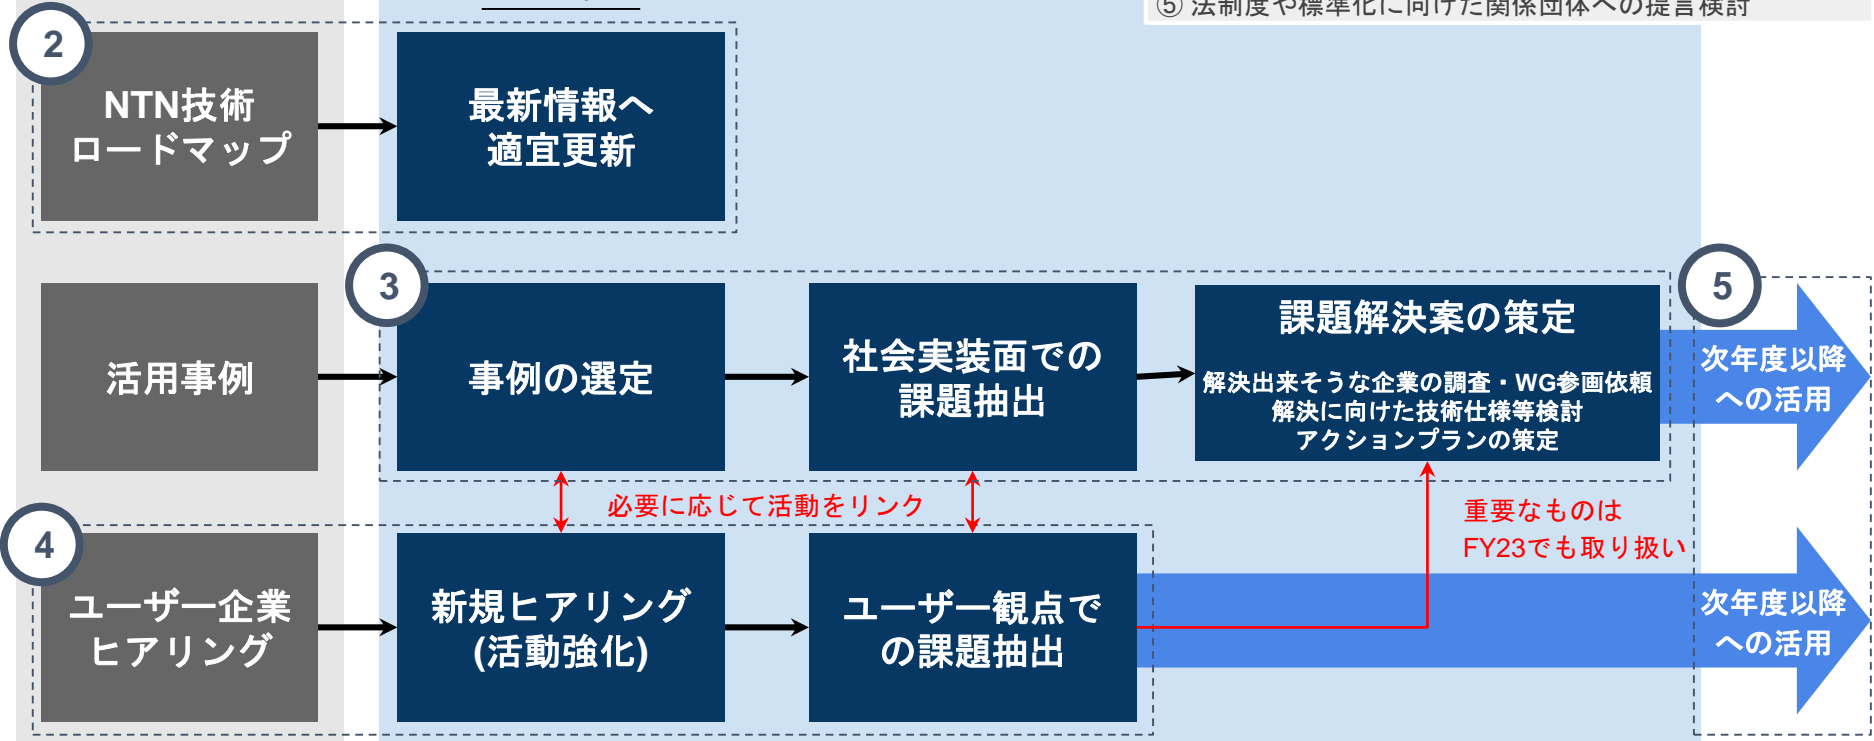 ⑤ 法制度や標準化に向けた関係団体への提言検討
2
NTN技術
ロードマップ
最新情報へ
適宜更新
3
5
活用事例
事例の選定
社会実装面での
課題抽出
課題解決案の策定
解決出来そうな企業の調査・WG参画依頼
解決に向けた技術仕様等検討
アクションプランの策定
次年度以降
への活用
必要に応じて活動をリンク
重要なものは
FY23でも取り扱い
4
ユーザー企業
ヒアリング
新規ヒアリング
(活動強化)
ユーザー観点で
の課題抽出
次年度以降
への活用